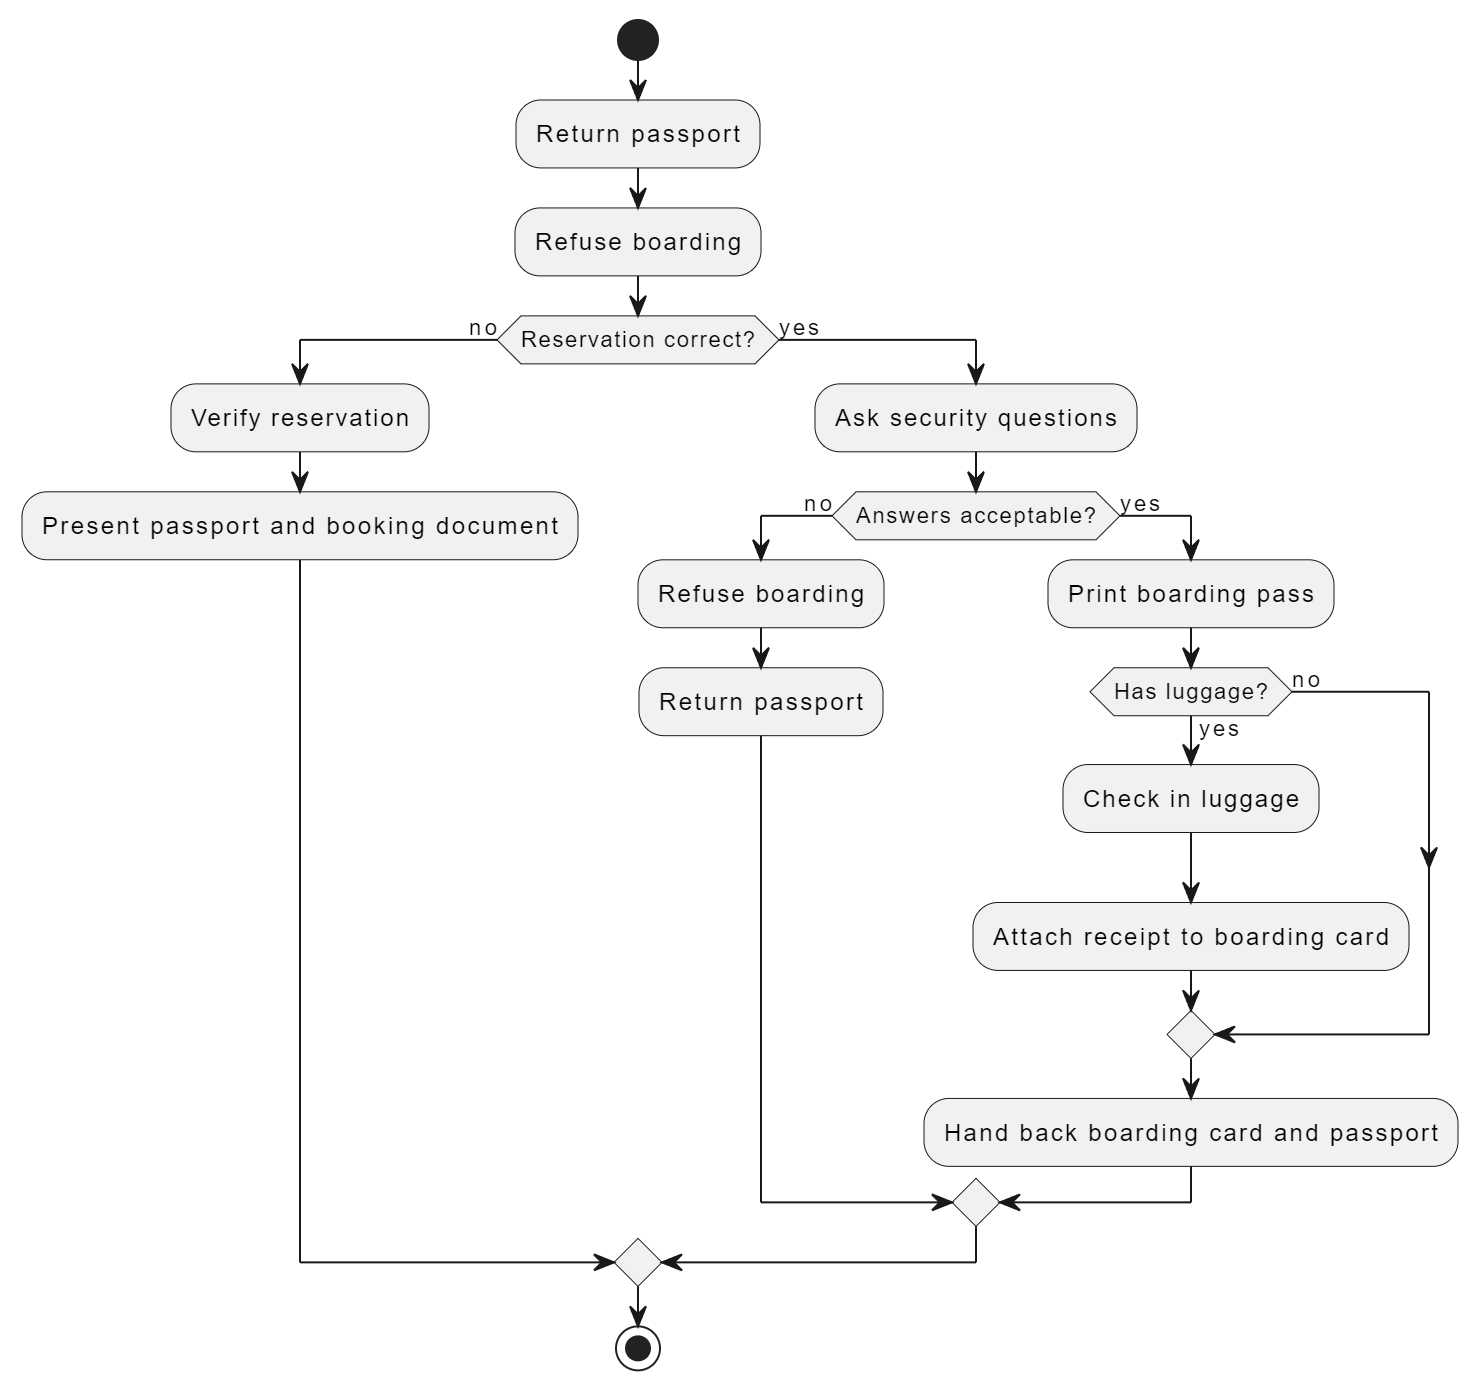 Return passport
Refuse boarding
no
Reservation correct?
yes
Verify reservation
Present passport and booking document
Ask security questions
no
Answers acceptable?
yes
Refuse boarding
Return passport
Print boarding pass
Has luggage?
no
yes
Check in luggage
Attach receipt to boarding card
Hand back boarding card and passport